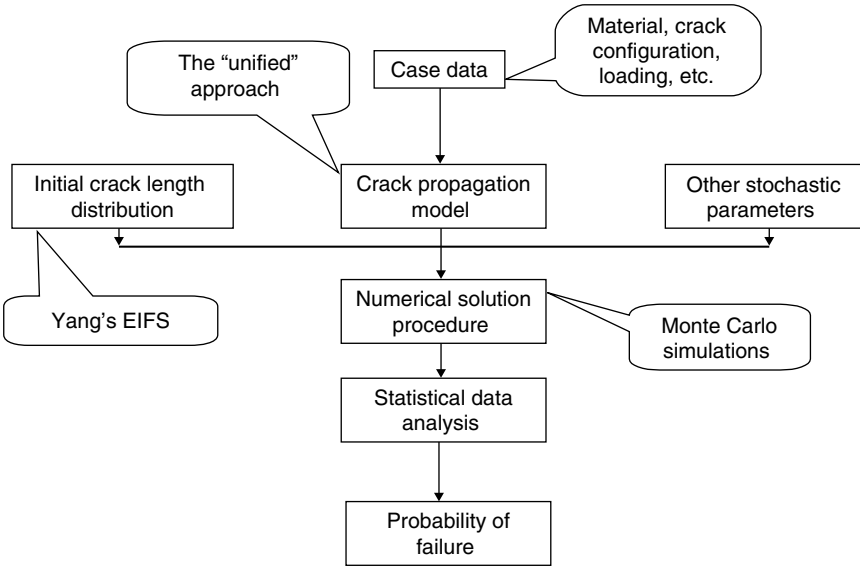 Material, crack
configuration,
loading, etc.
The “unified”
approach
Case data
Initial crack length
distribution
Crack propagation
model
Other stochastic
parameters
Yang’s EIFS
Numerical solution
procedure
Monte Carlo
simulations
Statistical data
analysis
Probability of
failure